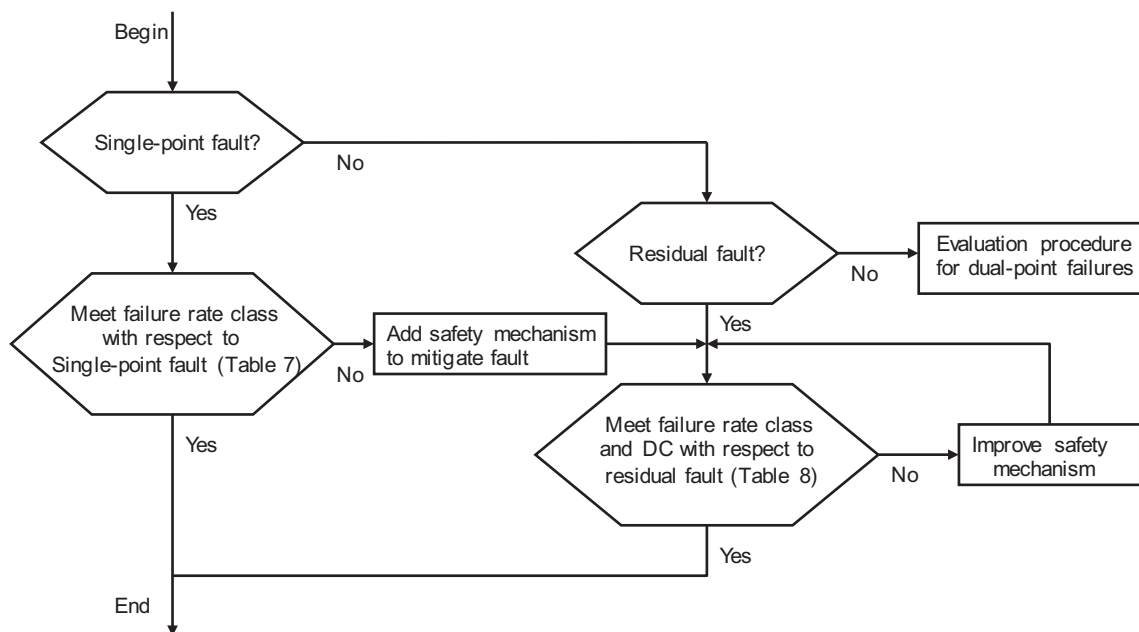 Begin
Single-point fault?
No
Yes
Residual fault?
No
Evaluation procedure
for dual-point failures
Yes
Meet failure rate class
with respect to
Single-point fault (Table 7)
No
Add safety mechanism
to mitigate fault
Yes
Meet failure rate class
and DC with respect to
residual fault (Table 8)
No
Improve safety
mechanism
Yes
End